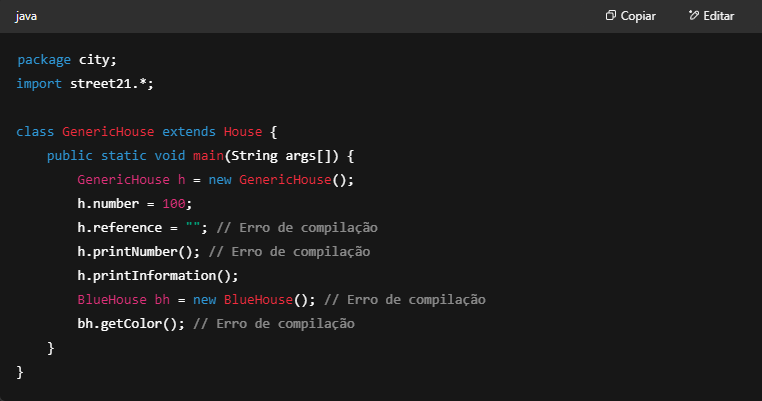 java
Copiar
Editar
package city;
import street21.*;
class GenericHouse extends House {
public static void main(String args[]) {
GenericHouse h = new GenericHouse();
h.number = 100;
h.reference = ""; // Erro de compilação
h.printNumber(); // Erro de compilação
h.printInformation();
BlueHouse bh = new BlueHouse(); // Erro de compilação
bh.getColor(); // Erro de compilação
}
}